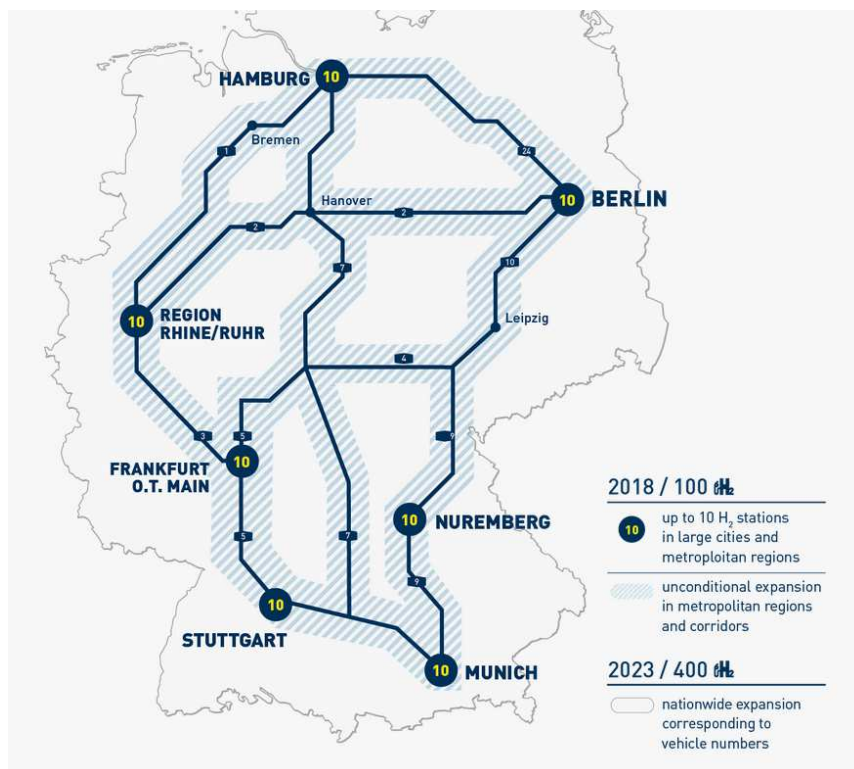 HAMBURG 10
Bremen
1
24
Hanover
10 BERLIN
2
2
7
10
10 REGION
RHINE/RUHR
Leipzig
4
3
5
9
FRANKFURT
O.T. MAIN
10
10 NUREMBERG
5
7
9
10
STUTTGART
10 MUNICH
2018 / 100 H2
10 up to 10 H2 stations
in large cities and
metroploitan regions
unconditional expansion
in metropolitan regions
and corridors
2023 / 400 H2
nationwide expansion
corresponding to
vehicle numbers